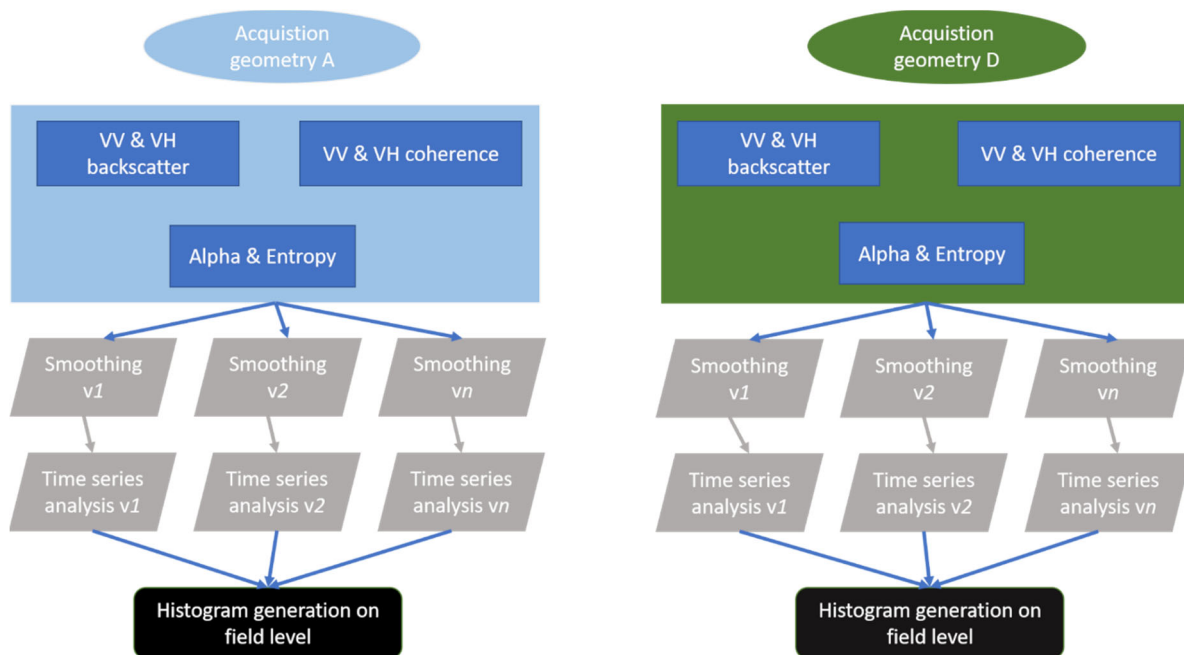 Acquistion
geometry A
VV & VH
backscatter
VV & VH coherence
Alpha & Entropy
Smoothing
v1
Smoothing
v2
Smoothing
vn
Time series
analysis v1
Time series
analysis v2
Time series
analysis vn
Histogram generation on
field level
Acquistion
geometry D
VV & VH
backscatter
VV & VH coherence
Alpha & Entropy
Smoothing
v1
Smoothing
v2
Smoothing
vn
Time series
analysis v1
Time series
analysis v2
Time series
analysis vn
Histogram generation on
field level